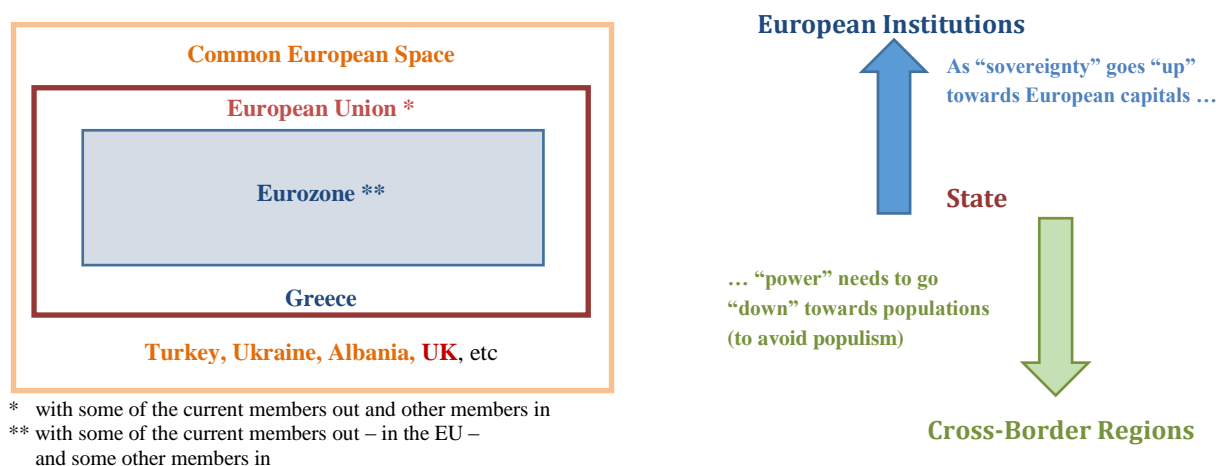 Common European Space
European Union *
Eurozone **
Greece
Turkey, Ukraine, Albania, UK, etc
* with some of the current members out and other members in
** with some of the current members out – in the EU –
and some other members in
European Institutions
As “sovereignty” goes “up”
towards European capitals …
State
… “power” needs to go
“down” towards populations
(to avoid populism)
Cross-Border Regions